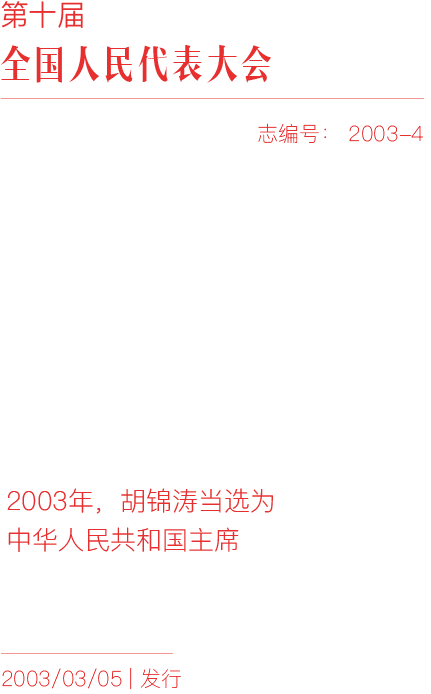 第十届
全国人民代表大会
志编号： 2003-4
2003年，胡锦涛当选为
中华人民共和国主席
2003/03/05 | 发行